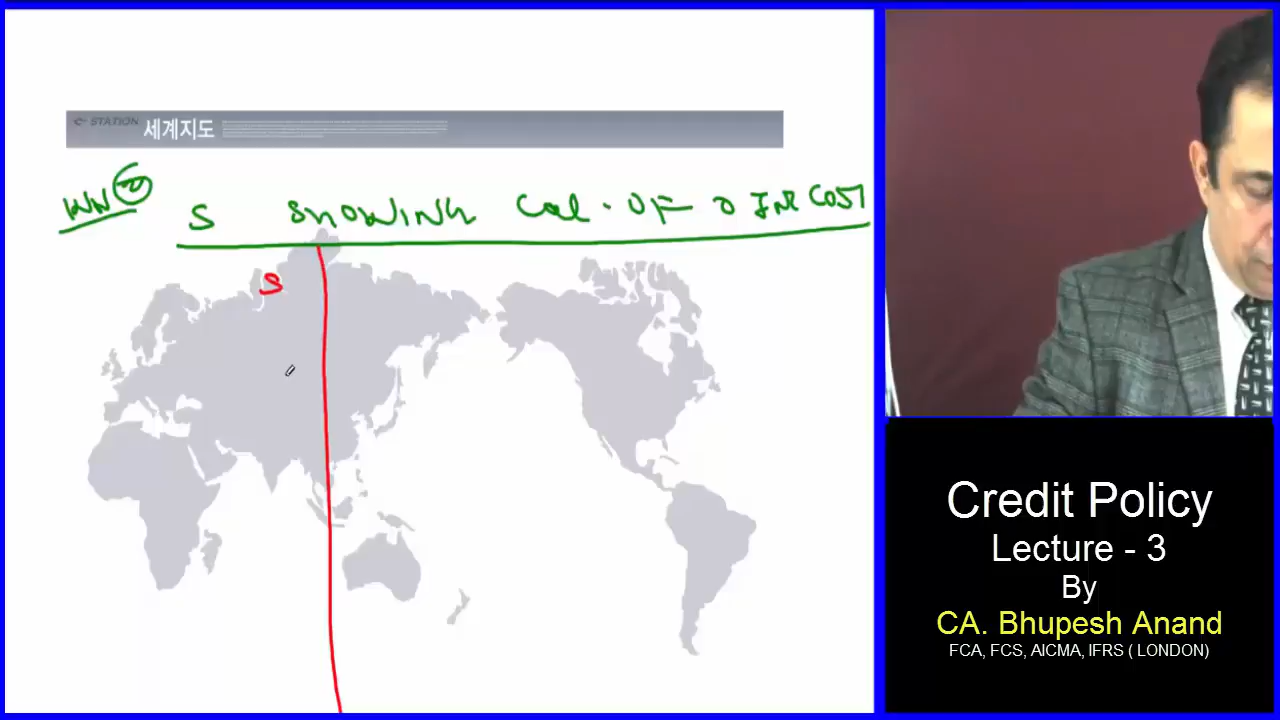 C-STATION 세계지도
WN
S SHOWING Cal. OF D INR COST
S
Credit Policy
Lecture - 3
By
CA. Bhupesh Anand
FCA, FCS, AICMA, IFRS ( LONDON)